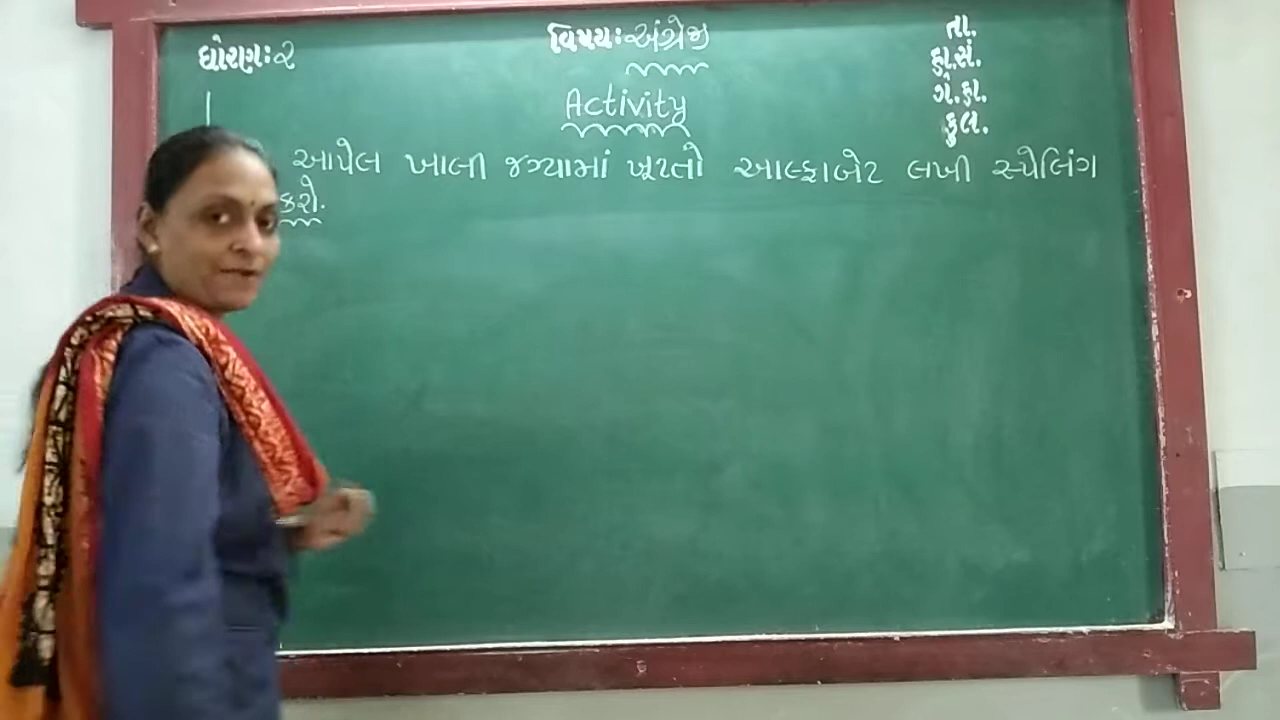 ધોરણઃ૨
વિષયઃઅંગ્રેજી
તા.
હા.સં.
ગે.હા.
કુલ.
Activity
આપેલ ખાલી જગ્યામાં ખૂટતો આલ્ફાબેટ લખી સ્પેલિંગ
કરો.